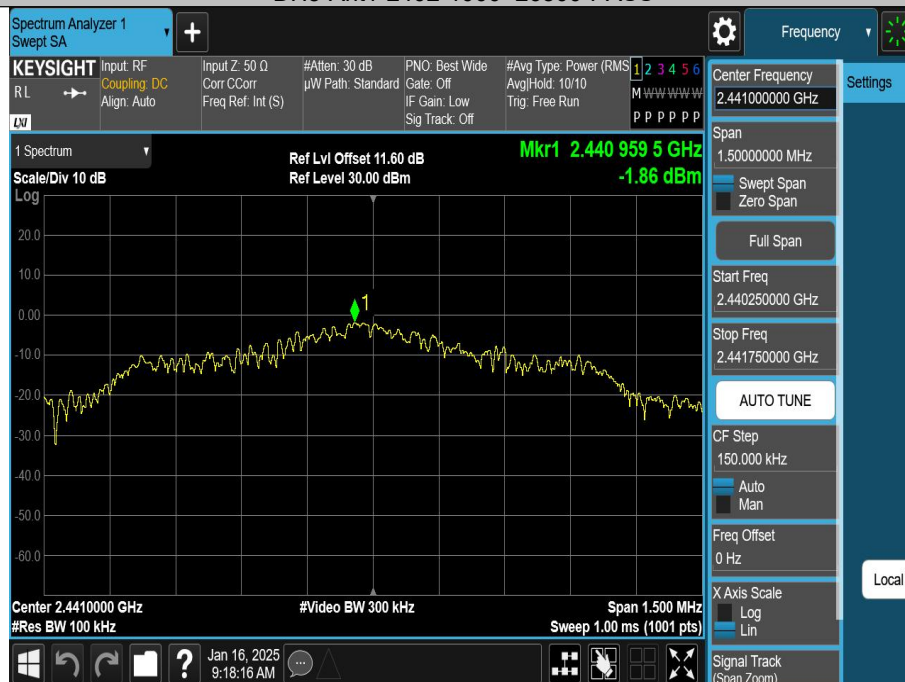 Spectrum Analyzer 1
Swept SA
+
Frequency
KEYSIGHT
RL
LXI
Input: RF
Coupling: DC
Align: Auto
Input Z: 50 Ω
Corr CCorr
Freq Ref: Int (S)
#Atten: 30 dB
µW Path: Standard
PNO: Best Wide
Gate: Off
IF Gain: Low
Sig Track: Off
#Avg Type: Power (RMS
Avg|Hold: 10/10
Trig: Free Run
1 2 3 4 5 6
M W W W W W
P P P P P P
Center Frequency
2.441000000 GHz
Settings
Span
1.50000000 MHz
Swept Span
Zero Span
Full Span
Start Freq
2.440250000 GHz
Stop Freq
2.441750000 GHz
AUTO TUNE
CF Step
150.000 kHz
Auto
Man
Freq Offset
0 Hz
Local
X Axis Scale
Log
Lin
Signal Track
(Span Zoom)
1 Spectrum
Scale/Div 10 dB
Log
Ref Lvl Offset 11.60 dB
Ref Level 30.00 dBm
Mkr1 2.440 959 5 GHz
-1.86 dBm
20.0
10.0
0.00
-10.0
-20.0
-30.0
-40.0
-50.0
-60.0
1
Center 2.4410000 GHz
#Res BW 100 kHz
#Video BW 300 kHz
Span 1.500 MHz
Sweep 1.00 ms (1001 pts)
?
Jan 16, 2025
9:18:16 AM